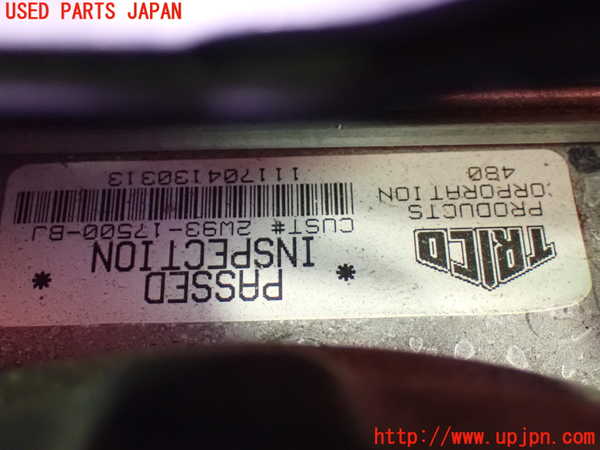 USED PARTS JAPAN
TRICO
PRODUCTS
CORPORATION
480
* PASSED *
INSPECTION
CUST# 2W93-17500-BJ
111704130313
http://www.upjpn.com/